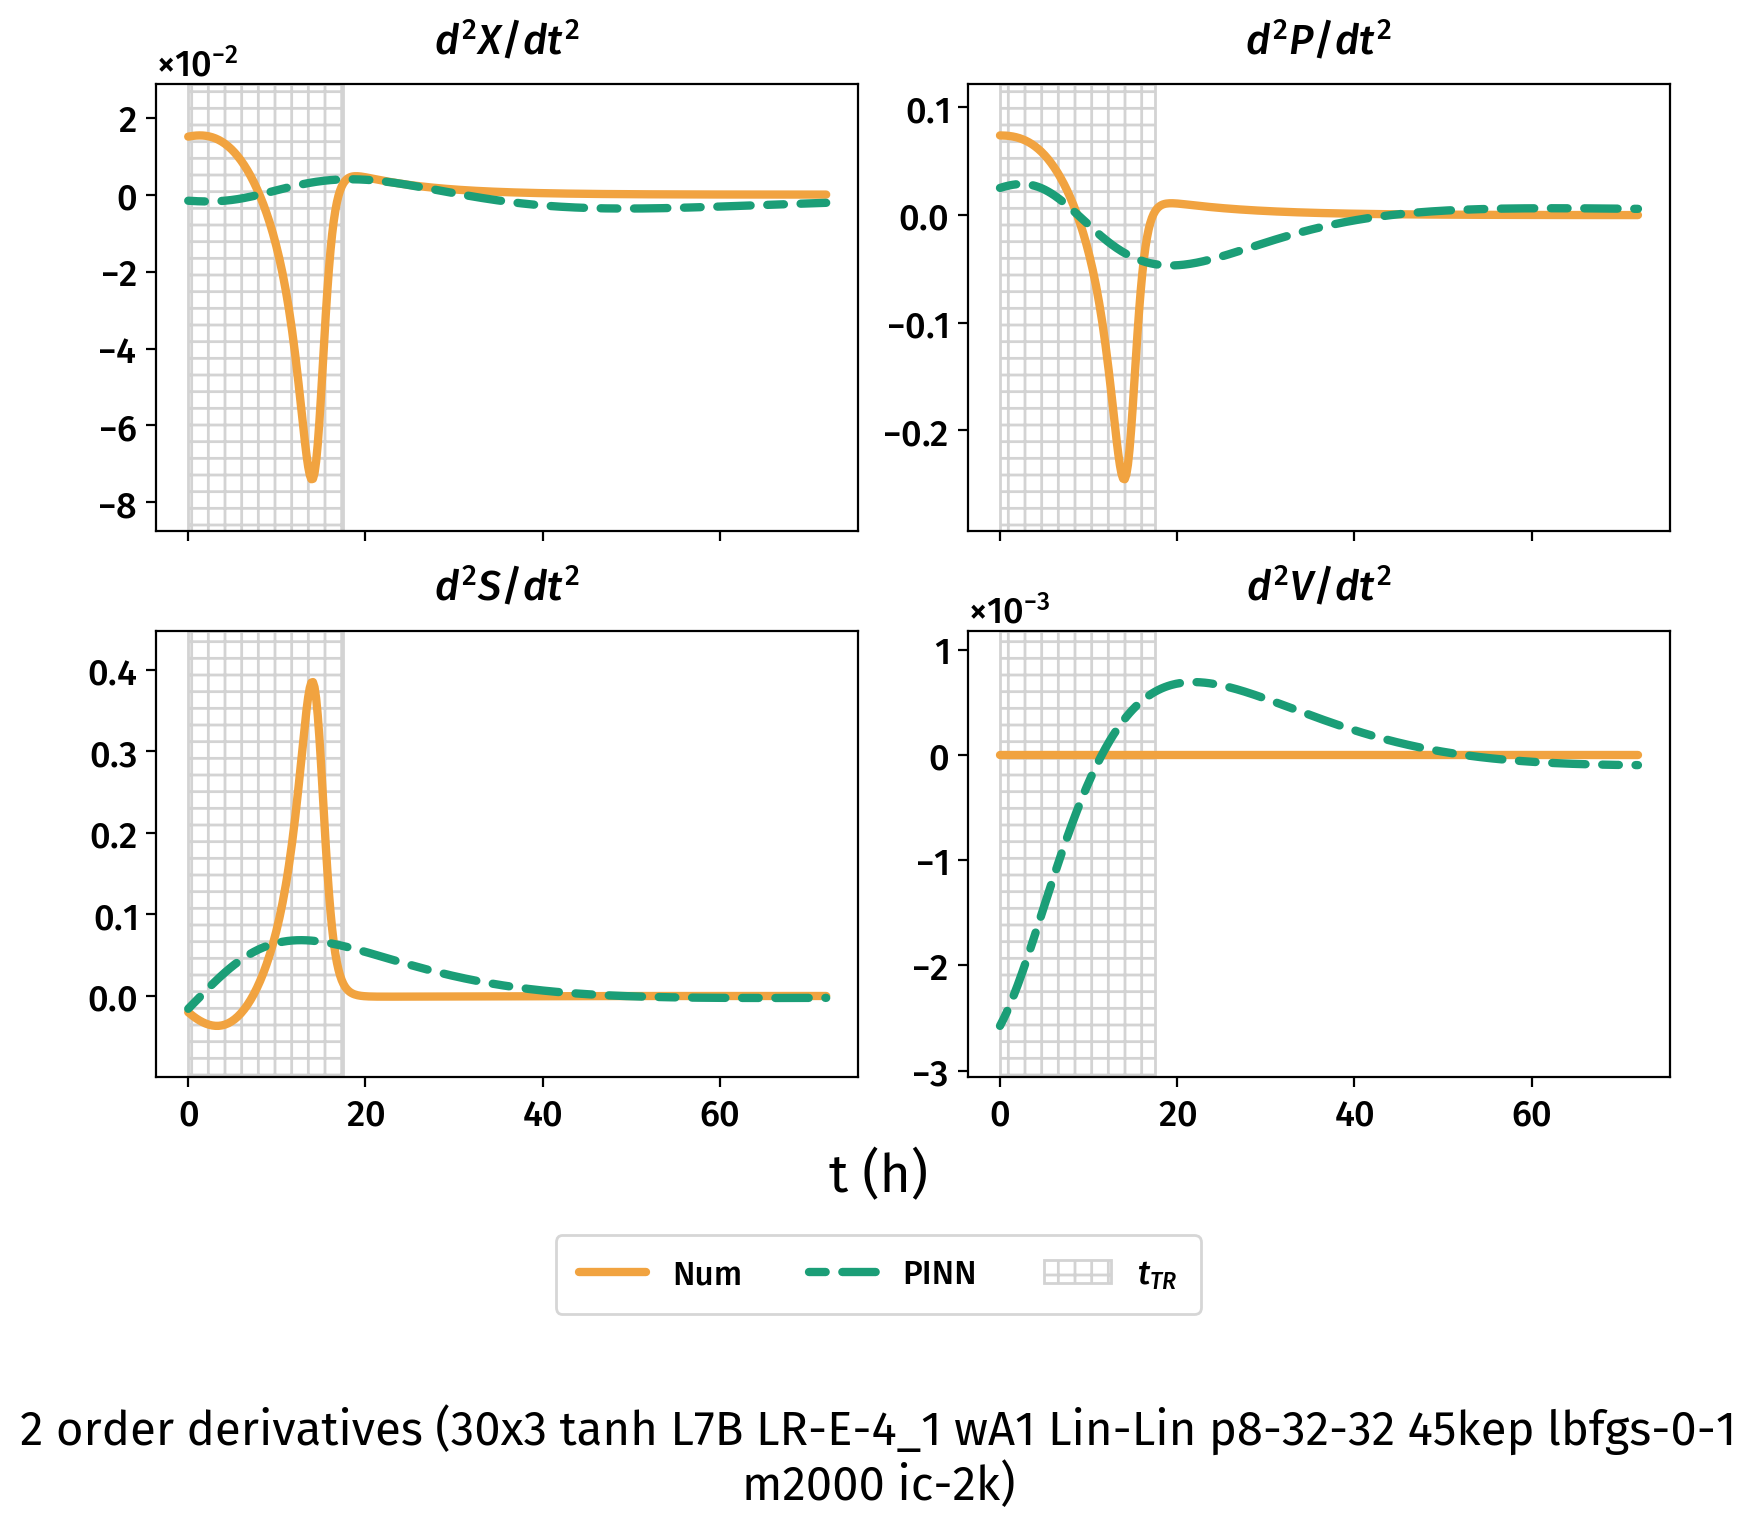 d²X/dt²
×10⁻²
2
0
−2
−4
−6
−8
d²P/dt²
0.1
0.0
−0.1
−0.2
d²S/dt²
0.4
0.3
0.2
0.1
0.0
0 20 40 60
d²V/dt²
×10⁻³
1
0
−1
−2
−3
0 20 40 60
t (h)
Num PINN t_TR
2 order derivatives (30x3 tanh L7B LR-E-4_1 wA1 Lin-Lin p8-32-32 45kep lbfgs-0-1
m2000 ic-2k)